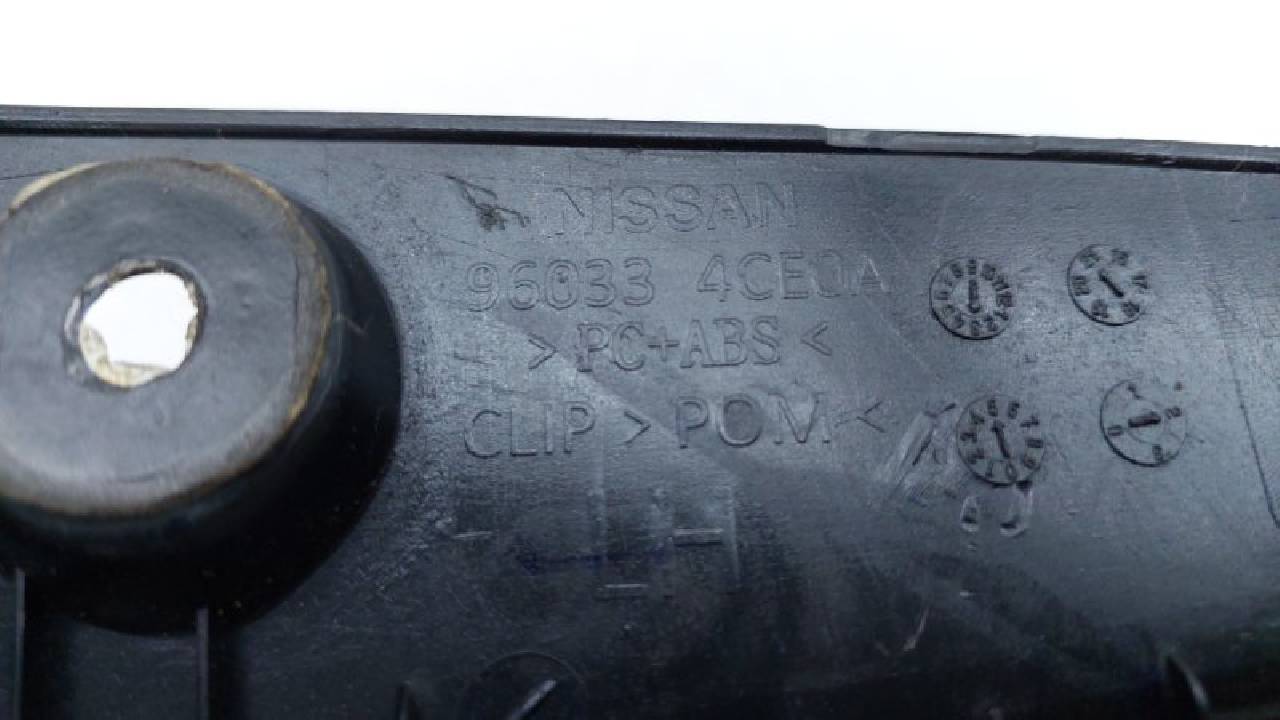 NISSAN
96033 4CE0A
>PC+ABS<
CLIP >POM<